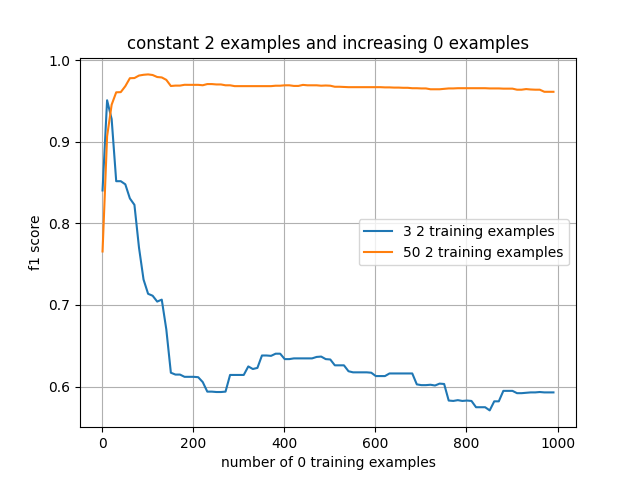 constant 2 examples and increasing 0 examples
1.0
0.9
0.8
0.7
0.6
f1 score
3 2 training examples
50 2 training examples
0 200 400 600 800 1000
number of 0 training examples